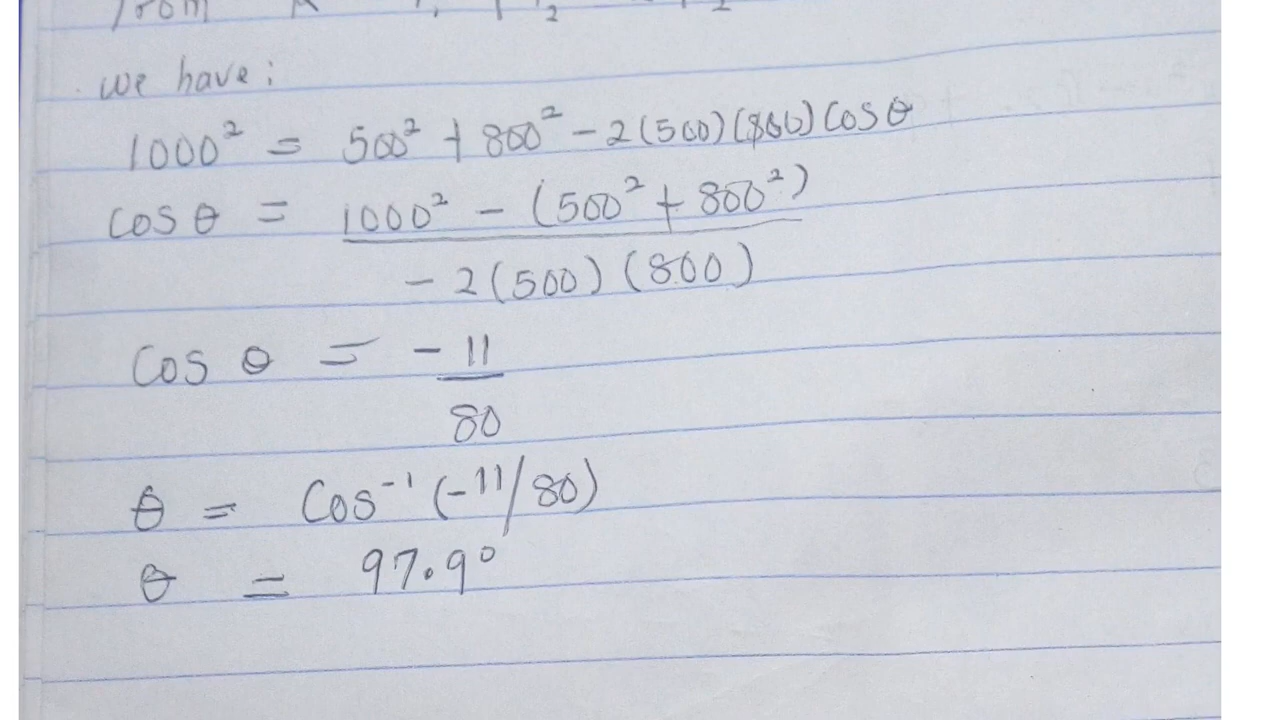 from
we have:
1000² = 500² + 800² - 2(500)(800) Cos θ
Cos θ = 1000² - (500² + 800²)
- 2(500)(800)
Cos θ = - 11
80
θ = Cos⁻¹ (-11/80)
θ = 97.9°